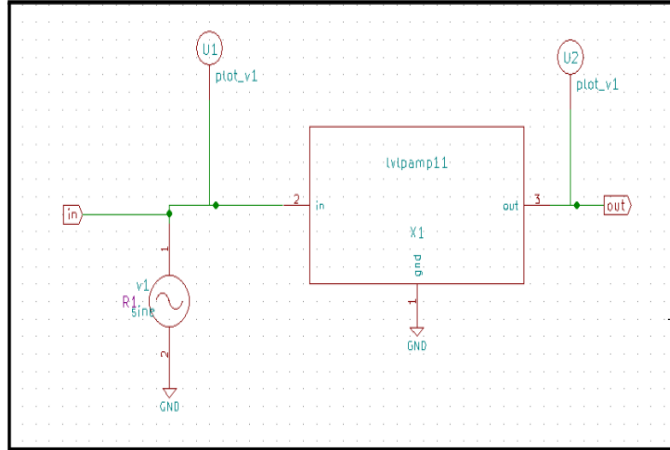 U1
plot_v1
U2
plot_v1
lvlpamp11
2
in
out
3
X1
gnd
1
GND
in
out
1
v1
R1
sine
2
GND